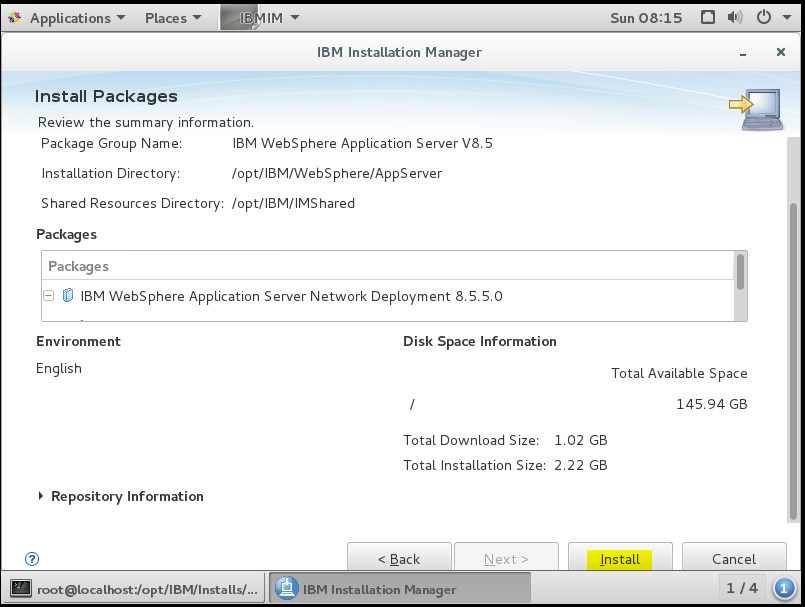 Applications Places IBMIM Sun 08:15
IBM Installation Manager
Install Packages
Review the summary information.
Package Group Name: IBM WebSphere Application Server V8.5
Installation Directory: /opt/IBM/WebSphere/AppServer
Shared Resources Directory: /opt/IBM/IMShared
Packages
Packages
IBM WebSphere Application Server Network Deployment 8.5.5.0
Environment Disk Space Information
English
Total Available Space
/ 145.94 GB
Total Download Size: 1.02 GB
Total Installation Size: 2.22 GB
Repository Information
? < Back Next > Install Cancel
root@localhost:/opt/IBM/Installs/... IBM Installation Manager 1 / 4 1